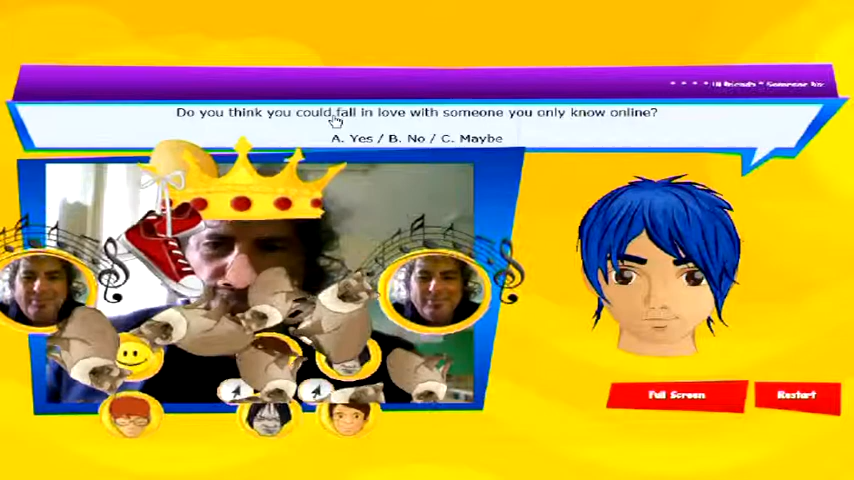 Do you think you could fall in love with someone you only know online?
A. Yes / B. No / C. Maybe
Full Screen
Restart